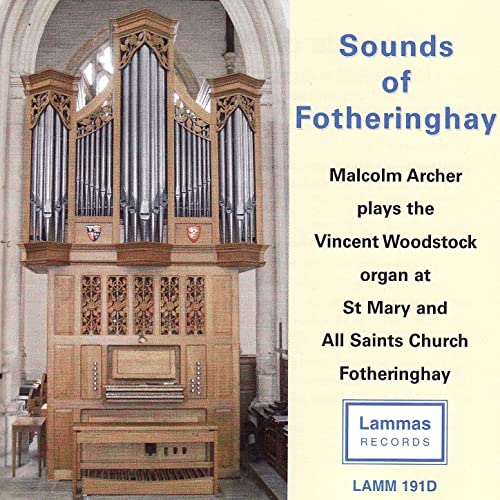 Sounds
of
Fotheringhay
Malcolm Archer
plays the
Vincent Woodstock
organ at
St Mary and
All Saints Church
Fotheringhay
Lammas
RECORDS
LAMM 191D